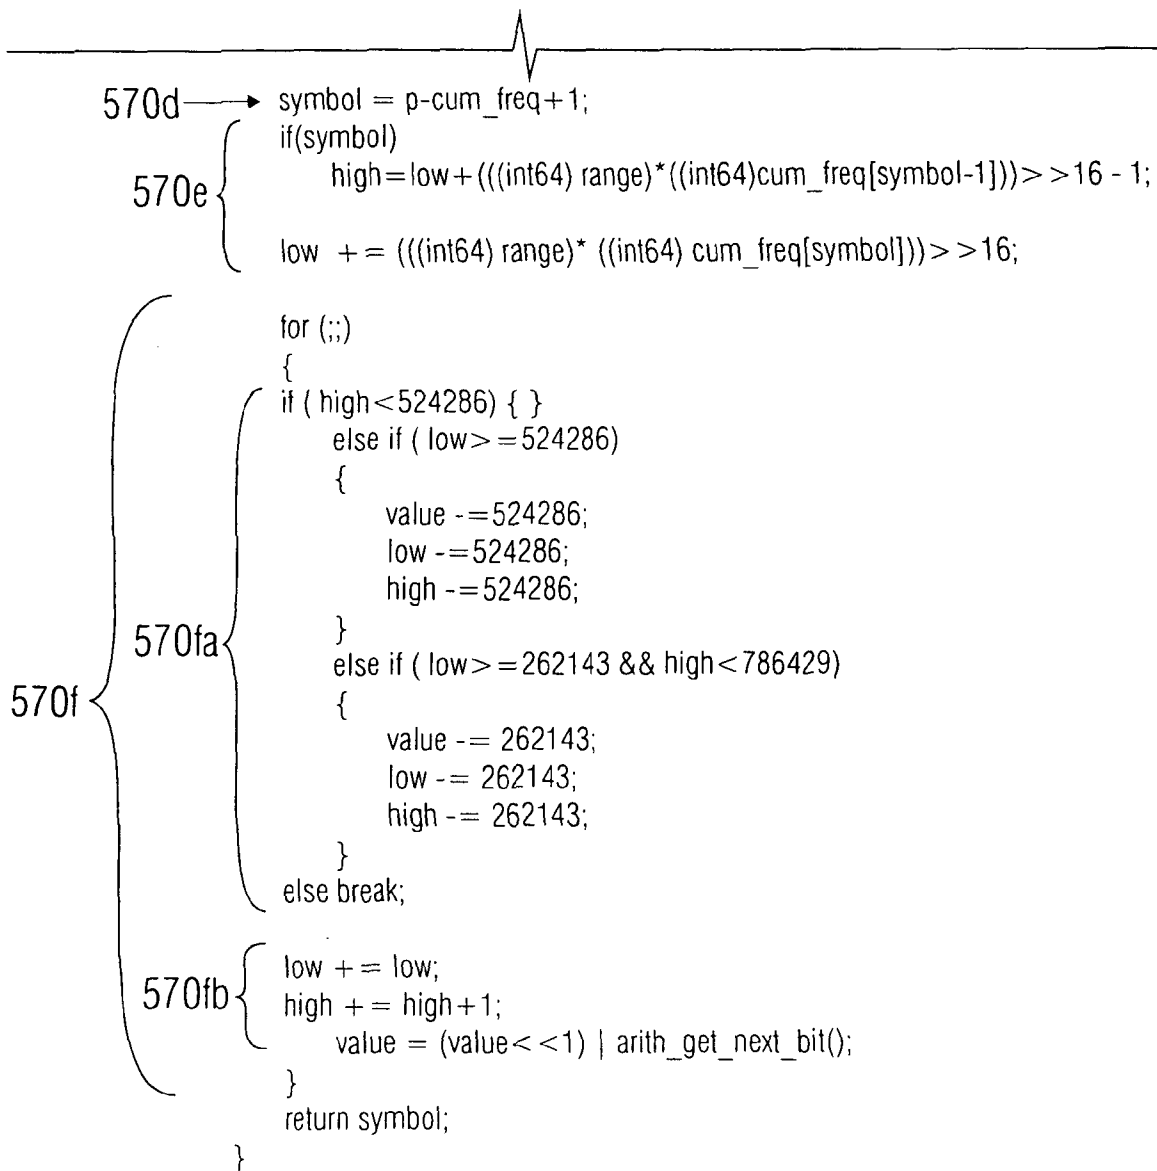 570d symbol = p-cum_freq+1;
if(symbol)
570e high=low+(((int64) range)*((int64)cum_freq[symbol-1]))>>16 - 1;
low += (((int64) range)* ((int64) cum_freq[symbol]))>>16;
for (;;)
{
if ( high<524286) { }
else if ( low>=524286)
{
value -=524286;
low -=524286;
high -=524286;
}
570fa
else if ( low>=262143 && high<786429)
570f {
value -= 262143;
low -= 262143;
high -= 262143;
}
else break;
low += low;
570fb high += high+1;
value = (value<<1) | arith_get_next_bit();
}
return symbol;
}